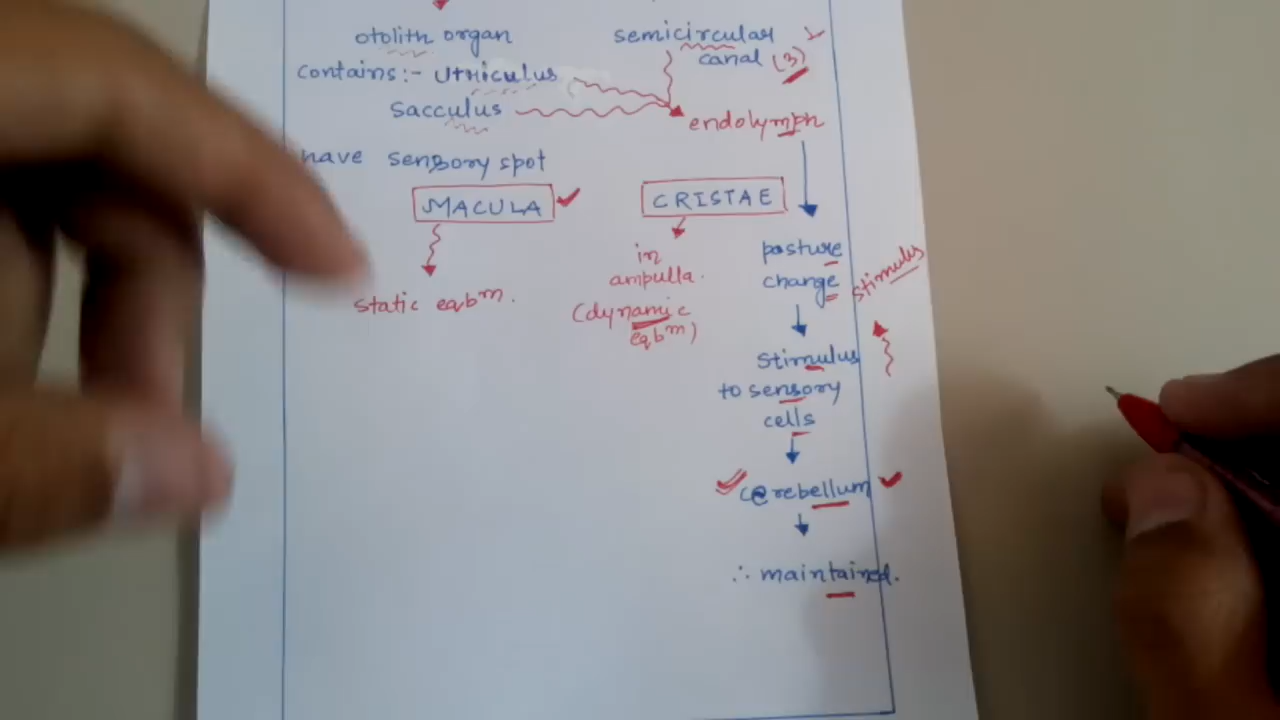 otolith organ
semicircular
canal (3)
contains:- utriculus
sacculus
endolymph
have sensory spot
MACULA
CRISTAE
static eqbm.
in
ampulla.
(dynamic
eqbm)
posture
change
stimulus
stimulus
to sensory
cells
cerebellum
∴ maintained.